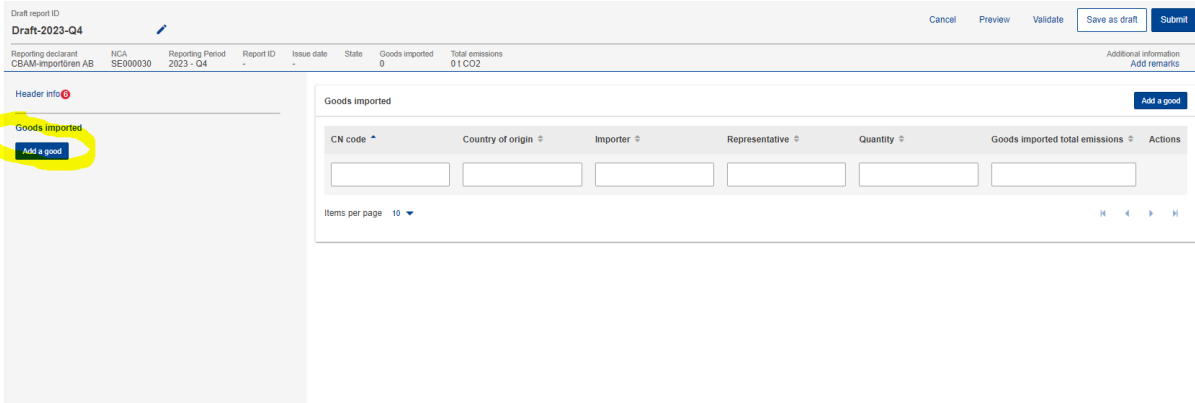 Draft report ID
Draft-2023-Q4
Cancel Preview Validate Save as draft Submit
Reporting declarant NCA Reporting Period Report ID Issue date State Goods imported Total emissions Additional information
CBAM-importören AB SE000030 2023 - Q4 - - 0 0 t CO2 Add remarks
Header info 6
Goods imported
Add a good
Goods imported Add a good
CN code Country of origin Importer Representative Quantity Goods imported total emissions Actions
Items per page 10